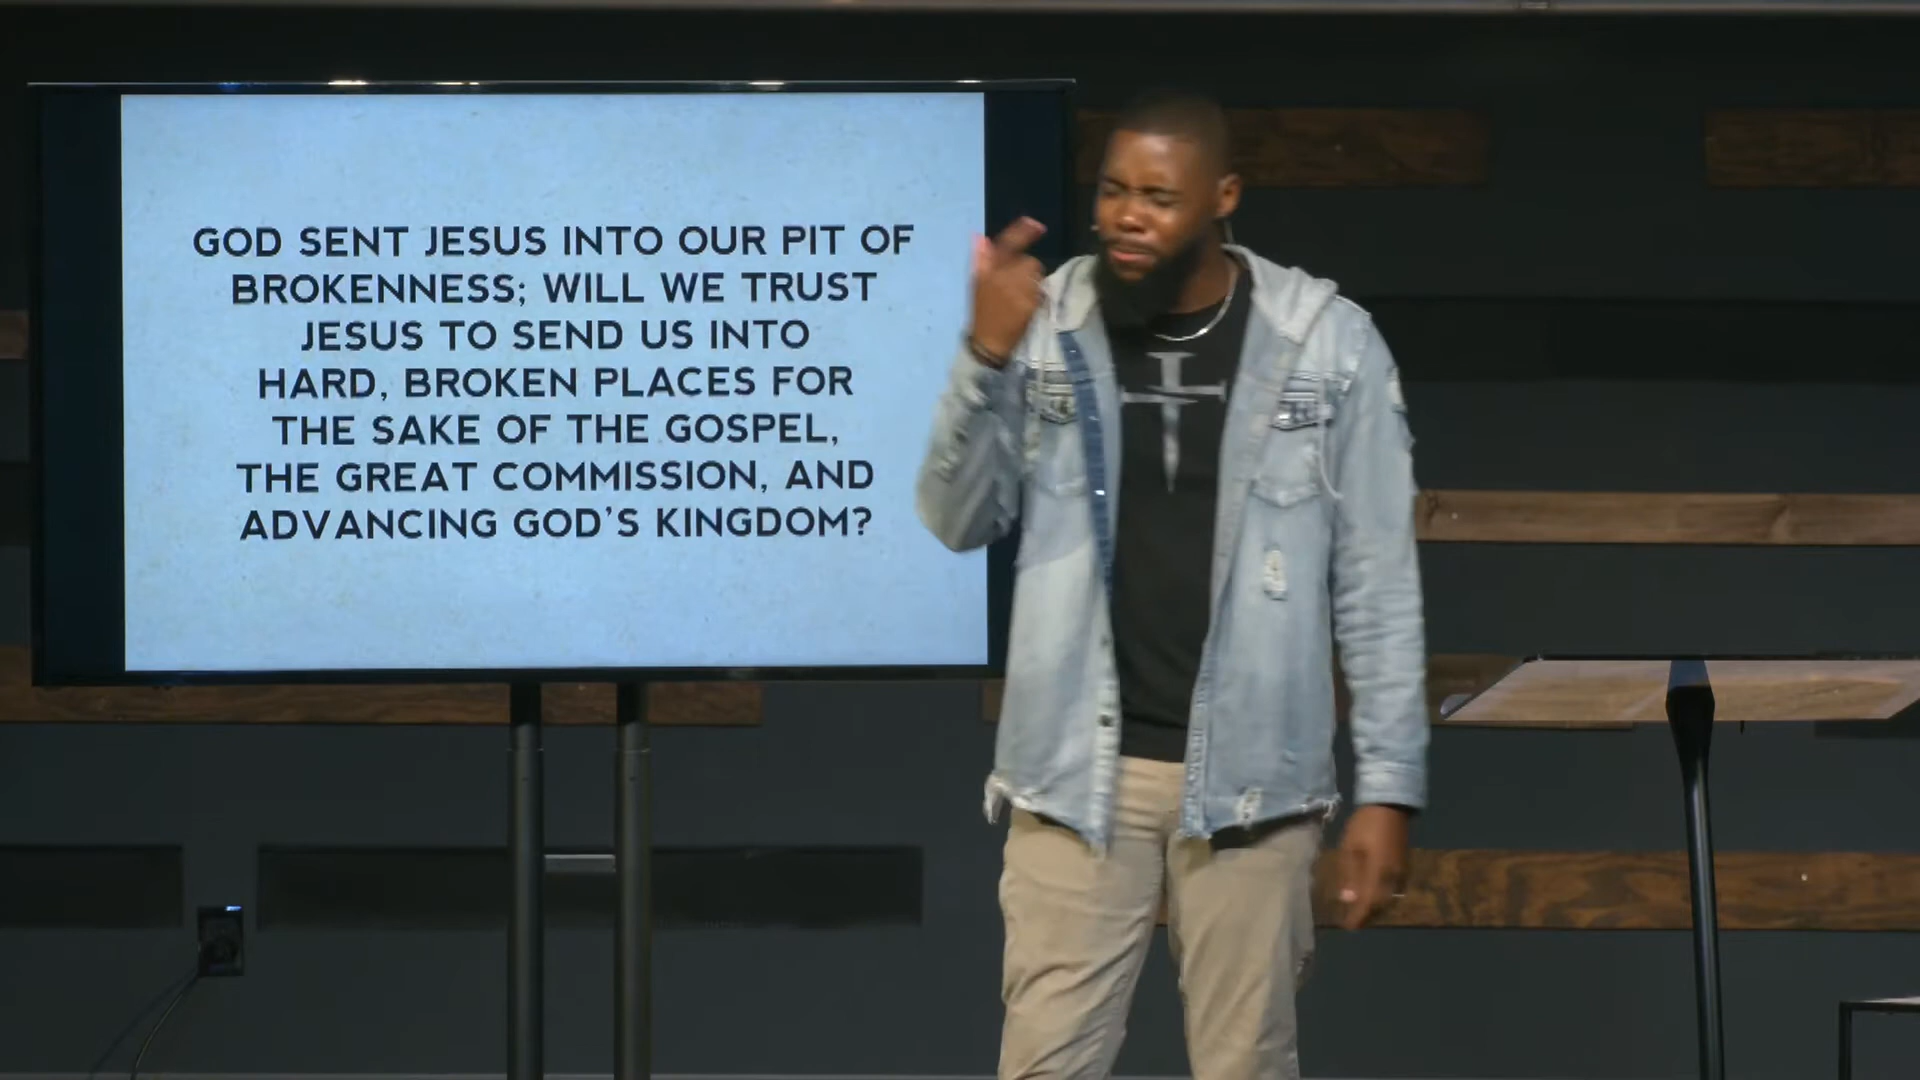 GOD SENT JESUS INTO OUR PIT OF
BROKENNESS; WILL WE TRUST
JESUS TO SEND US INTO
HARD, BROKEN PLACES FOR
THE SAKE OF THE GOSPEL,
THE GREAT COMMISSION, AND
ADVANCING GOD'S KINGDOM?